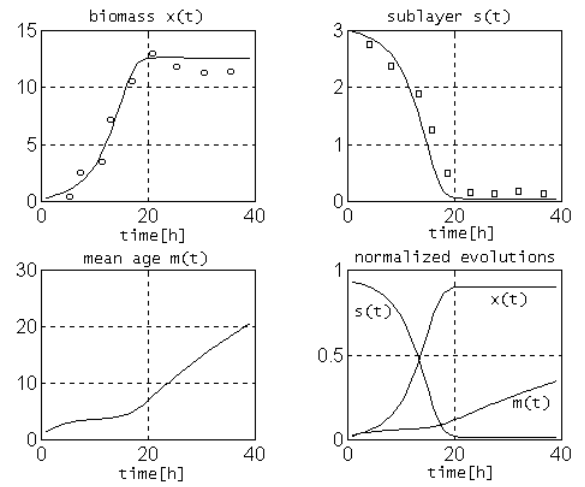 biomass x(t)
15
10
5
0
0
20
40
time[h]
sublayer s(t)
3
2
1
0
0
20
40
time[h]
mean age m(t)
30
20
10
0
0
20
40
time[h]
normalized evolutions
1
0.5
0
s(t)
x(t)
m(t)
0
20
40
time[h]